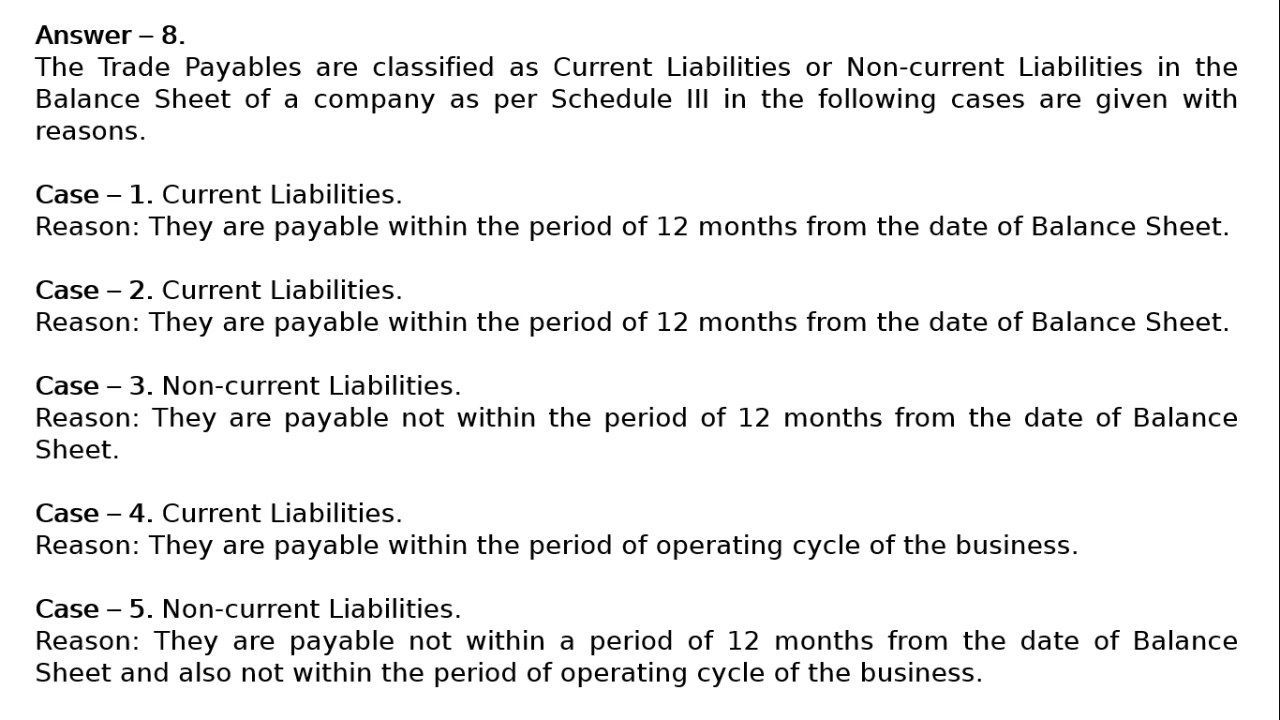 Answer – 8.
The Trade Payables are classified as Current Liabilities or Non-current Liabilities in the
Balance Sheet of a company as per Schedule III in the following cases are given with
reasons.
Case – 1. Current Liabilities.
Reason: They are payable within the period of 12 months from the date of Balance Sheet.
Case – 2. Current Liabilities.
Reason: They are payable within the period of 12 months from the date of Balance Sheet.
Case – 3. Non-current Liabilities.
Reason: They are payable not within the period of 12 months from the date of Balance
Sheet.
Case – 4. Current Liabilities.
Reason: They are payable within the period of operating cycle of the business.
Case – 5. Non-current Liabilities.
Reason: They are payable not within a period of 12 months from the date of Balance
Sheet and also not within the period of operating cycle of the business.